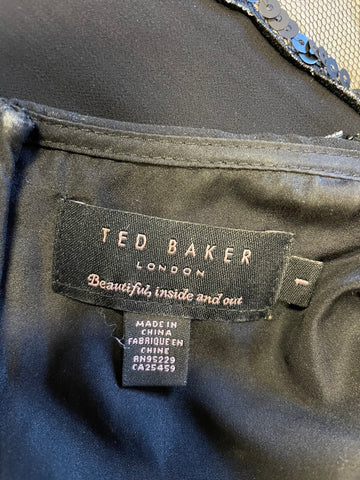 TED BAKER
LONDON
Beautiful, inside and out
1
MADE IN
CHINA
FABRIQUE EN
CHINE
RN95229
CA25459